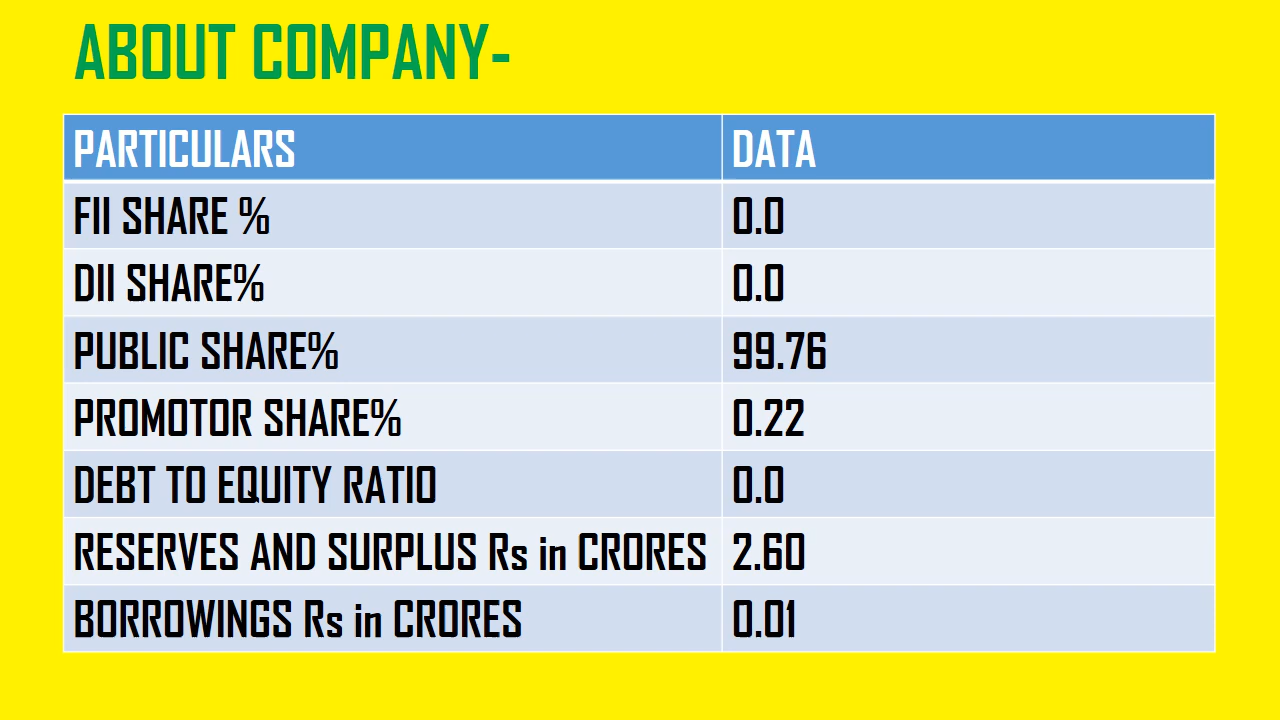 ABOUT COMPANY-
PARTICULARS DATA
FII SHARE % 0.0
DII SHARE% 0.0
PUBLIC SHARE% 99.76
PROMOTOR SHARE% 0.22
DEBT TO EQUITY RATIO 0.0
RESERVES AND SURPLUS Rs in CRORES 2.60
BORROWINGS Rs in CRORES 0.01